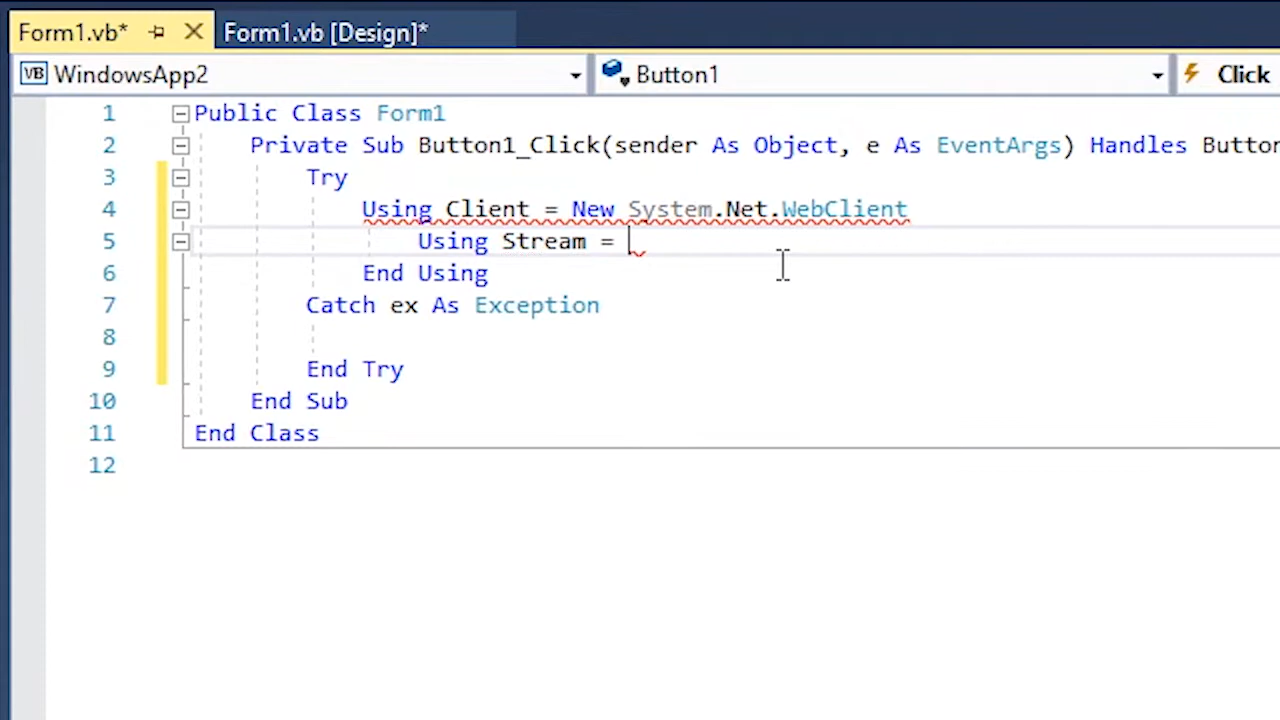 Form1.vb* Form1.vb [Design]*
VB WindowsApp2 Button1 Click
1 Public Class Form1
2 Private Sub Button1_Click(sender As Object, e As EventArgs) Handles Button
3 Try
4 Using Client = New System.Net.WebClient
5 Using Stream =
6 End Using
7 Catch ex As Exception
8
9 End Try
10 End Sub
11 End Class
12